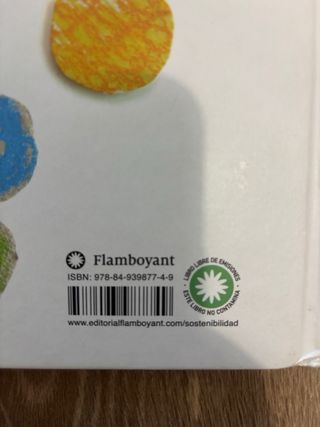 Flamboyant
ISBN: 978-84-939877-4-9
LIBRO LIBRE DE EMISIONES
ESTE LIBRO NO CONTAMINA
www.editorialflamboyant.com/sostenibilidad